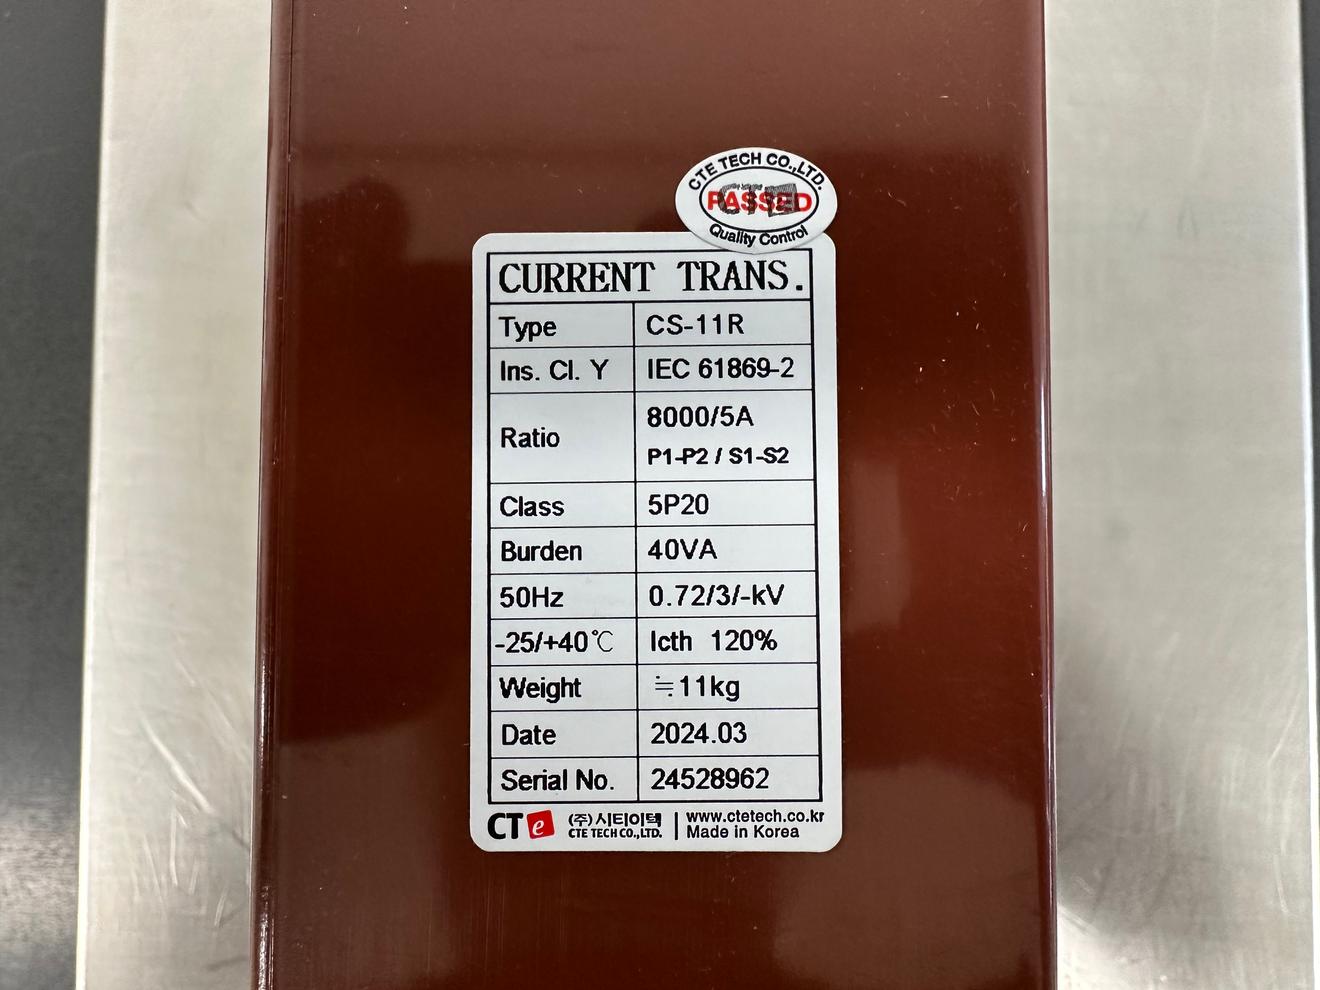 CTE TECH CO.,LTD.
PASSED
Quality Control
CURRENT TRANS.
Type CS-11R
Ins. Cl. Y IEC 61869-2
Ratio 8000/5A
P1-P2 / S1-S2
Class 5P20
Burden 40VA
50Hz 0.72/3/-kV
-25/+40℃ Icth 120%
Weight ≒11kg
Date 2024.03
Serial No. 24528962
CTe (주)시티이텍 www.ctetech.co.kr
CTE TECH CO.,LTD. Made in Korea